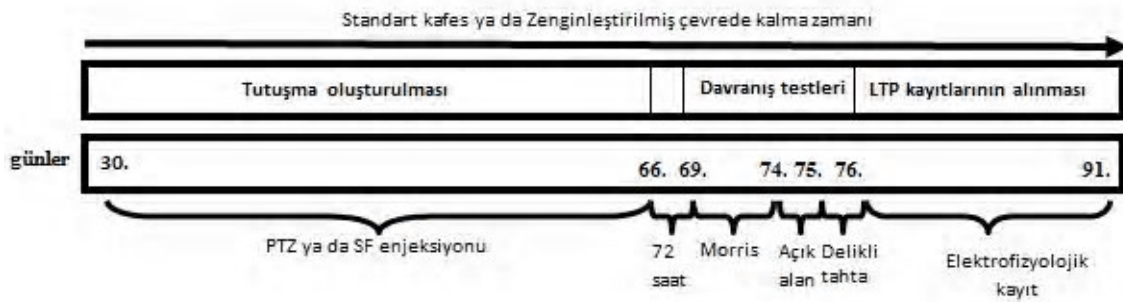 Standart kafes ya da Zenginleştirilmiş çevrede kalma zamanı
Tutuşma oluşturulması Davranış testleri LTP kayıtlarının alınması
günler 30. 66. 69. 74. 75. 76. 91.
PTZ ya da SF enjeksiyonu 72 Morris Açık Delikli Elektrofizyolojik
saat alan tahta kayıt